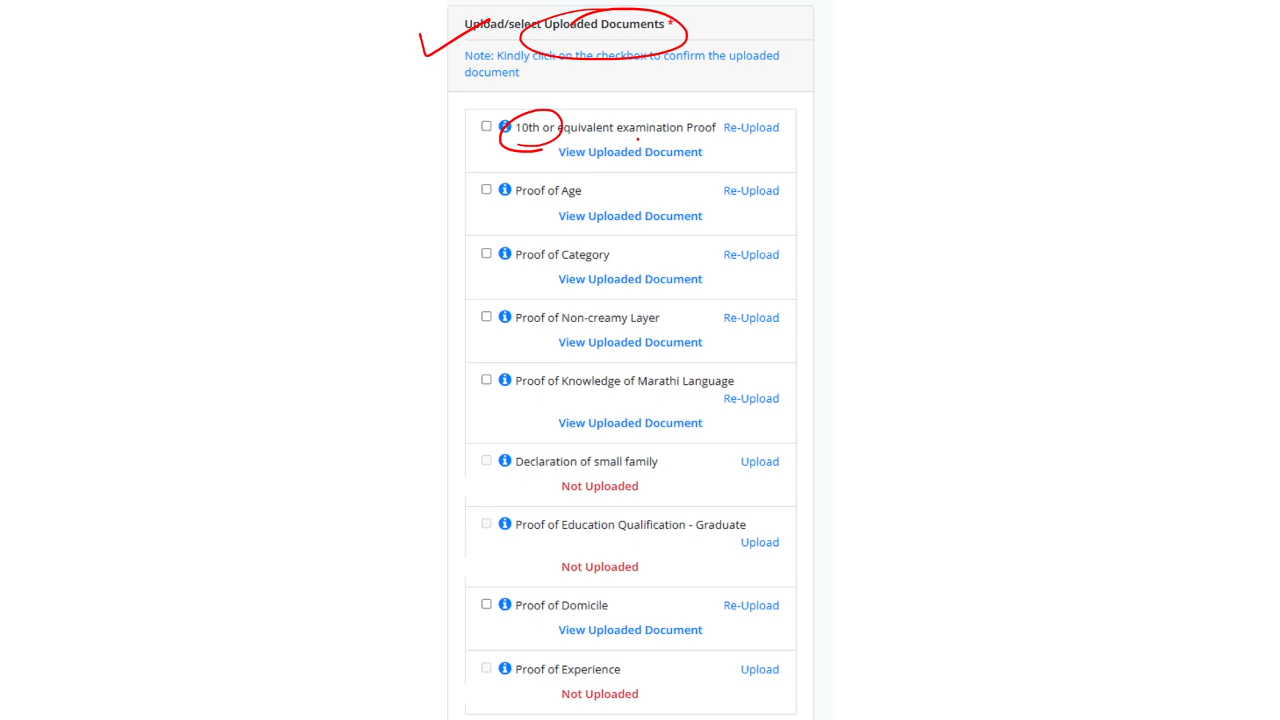 Upload/select Uploaded Documents *
Note: Kindly click on the checkbox to confirm the uploaded
document
10th or equivalent examination Proof Re-Upload
View Uploaded Document
Proof of Age Re-Upload
View Uploaded Document
Proof of Category Re-Upload
View Uploaded Document
Proof of Non-creamy Layer Re-Upload
View Uploaded Document
Proof of Knowledge of Marathi Language
Re-Upload
View Uploaded Document
Declaration of small family Upload
Not Uploaded
Proof of Education Qualification - Graduate
Upload
Not Uploaded
Proof of Domicile Re-Upload
View Uploaded Document
Proof of Experience Upload
Not Uploaded